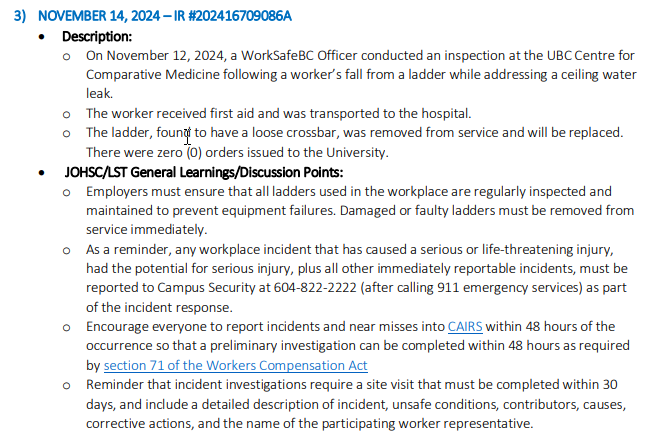 3) NOVEMBER 14, 2024 – IR #202416709086A
• Description:
o On November 12, 2024, a WorkSafeBC Officer conducted an inspection at the UBC Centre for
Comparative Medicine following a worker's fall from a ladder while addressing a ceiling water
leak.
o The worker received first aid and was transported to the hospital.
o The ladder, found to have a loose crossbar, was removed from service and will be replaced.
There were zero (0) orders issued to the University.
• JOHSC/LST General Learnings/Discussion Points:
o Employers must ensure that all ladders used in the workplace are regularly inspected and
maintained to prevent equipment failures. Damaged or faulty ladders must be removed from
service immediately.
o As a reminder, any workplace incident that has caused a serious or life-threatening injury,
had the potential for serious injury, plus all other immediately reportable incidents, must be
reported to Campus Security at 604-822-2222 (after calling 911 emergency services) as part
of the incident response.
o Encourage everyone to report incidents and near misses into CAIRS within 48 hours of the
occurrence so that a preliminary investigation can be completed within 48 hours as required
by section 71 of the Workers Compensation Act
o Reminder that incident investigations require a site visit that must be completed within 30
days, and include a detailed description of incident, unsafe conditions, contributors, causes,
corrective actions, and the name of the participating worker representative.